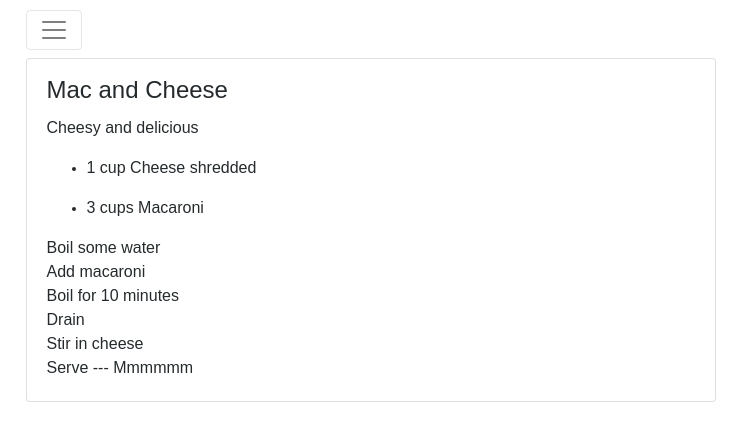 Mac and Cheese
Cheesy and delicious
1 cup Cheese shredded
3 cups Macaroni
Boil some water
Add macaroni
Boil for 10 minutes
Drain
Stir in cheese
Serve --- Mmmmmm